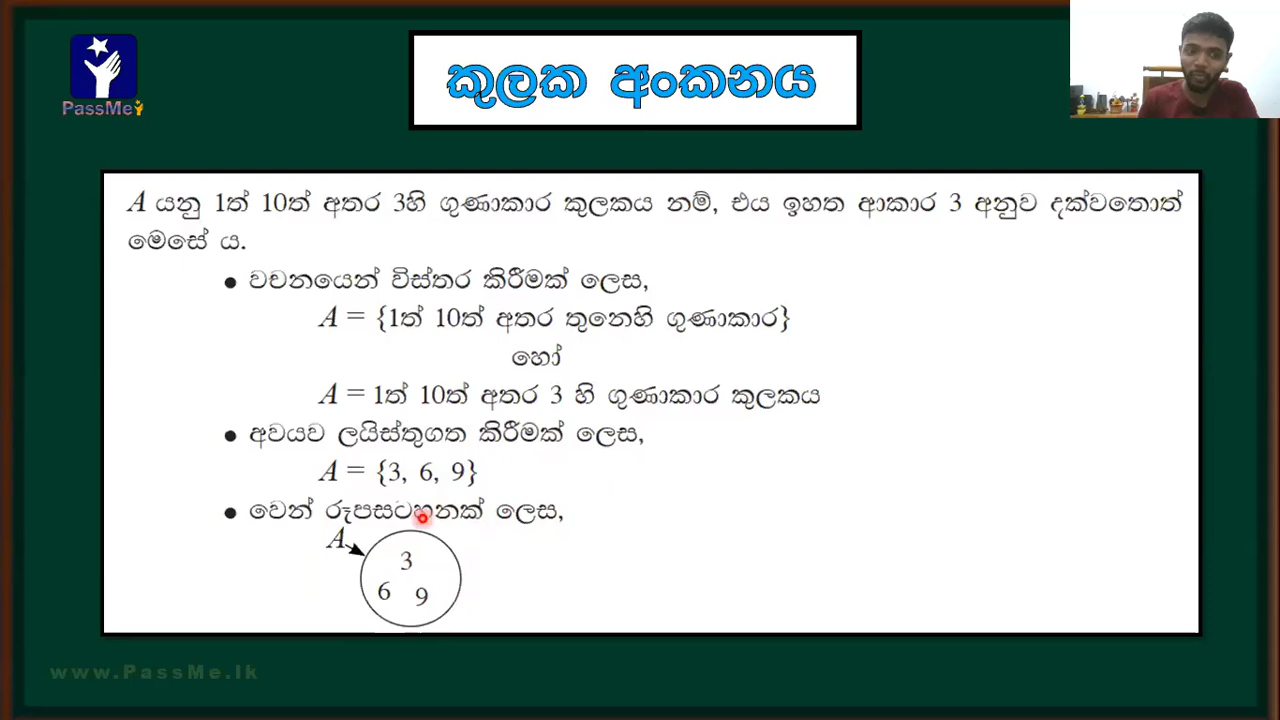 PassMe
කුලක අංකනය
A යනු 1ත් 10ත් අතර 3හි ගුණාකාර කුලකය නම්, එය ඉහත ආකාර 3 අනුව දක්වතොත්
මෙසේ ය.
● වචනයෙන් විස්තර කිරීමක් ලෙස,
A = {1ත් 10ත් අතර තුනෙහි ගුණාකාර}
හෝ
A = 1ත් 10ත් අතර 3 හි ගුණාකාර කුලකය
● අවයව ලයිස්තුගත කිරීමක් ලෙස,
A = {3, 6, 9}
● වෙන් රූපසටහනක් ලෙස,
A
3
6 9
www.PassMe.lk